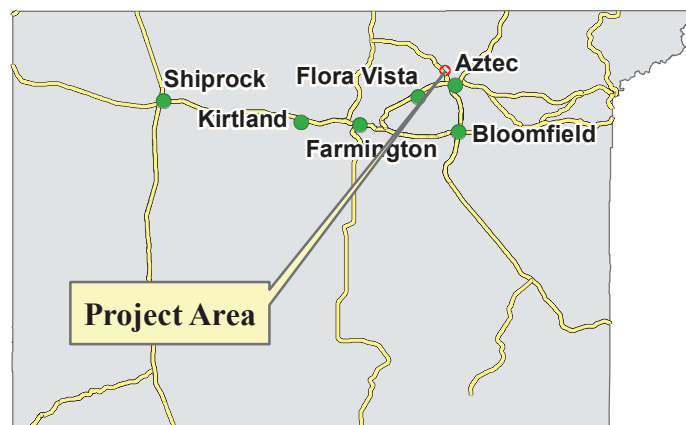 Aztec
Flora Vista
Shiprock
Kirtland
Farmington
Bloomfield
Project Area